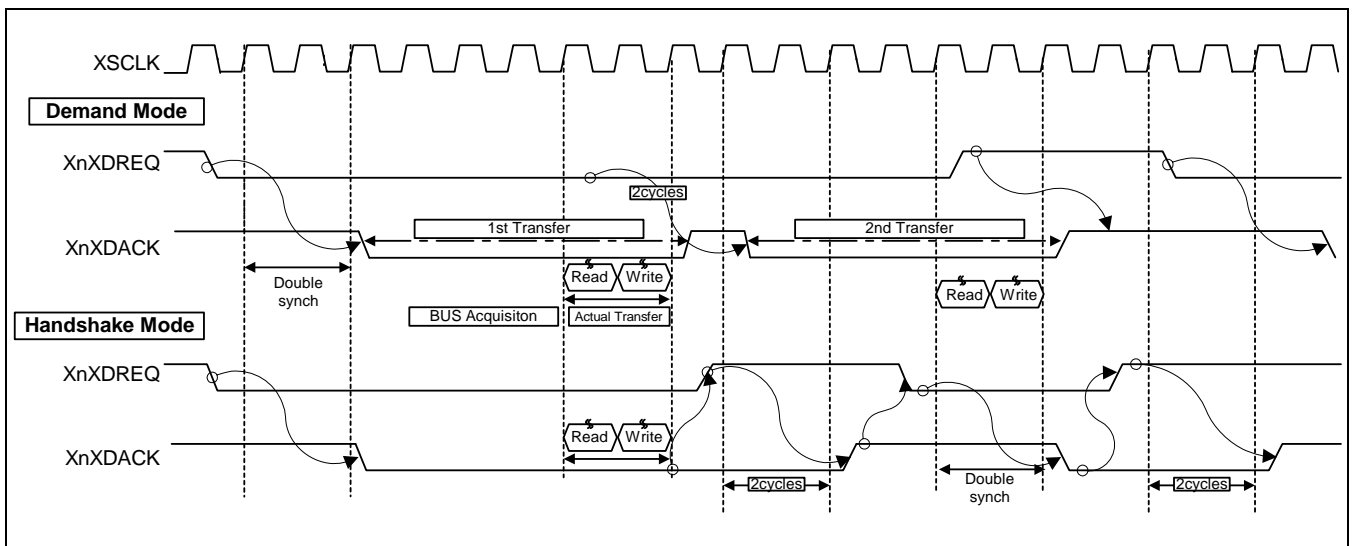 XSCLK
Demand Mode
XnXDREQ
2cycles
1st Transfer
2nd Transfer
XnXDACK
Double
synch
Read
Write
Read
Write
BUS Acquisiton
Actual Transfer
Handshake Mode
XnXDREQ
Read
Write
XnXDACK
2cycles
Double
synch
2cycles